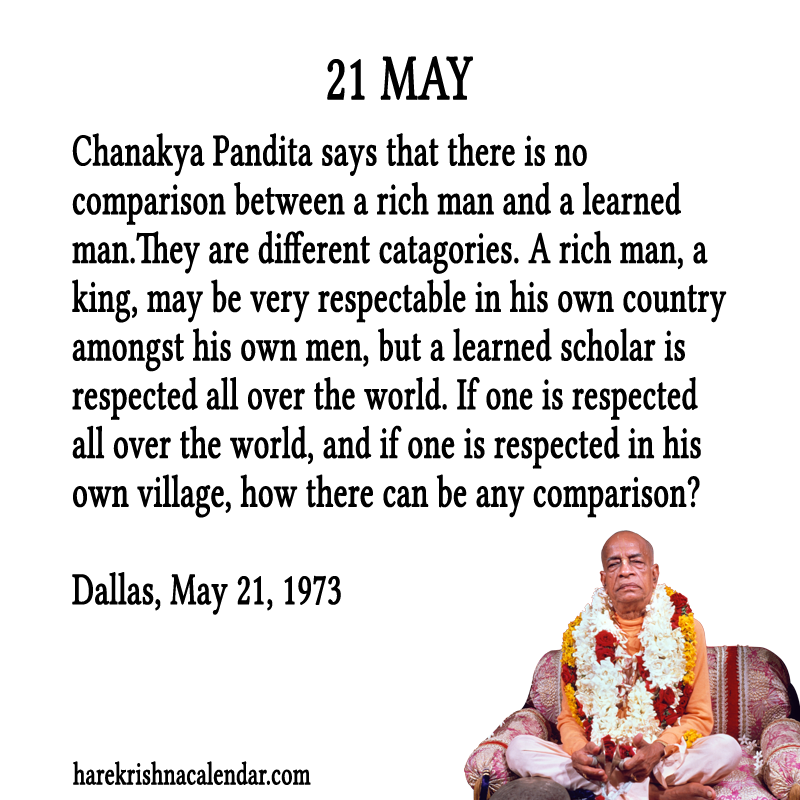 21 MAY
Chanakya Pandita says that there is no
comparison between a rich man and a learned
man.They are different catagories. A rich man, a
king, may be very respectable in his own country
amongst his own men, but a learned scholar is
respected all over the world. If one is respected
all over the world, and if one is respected in his
own village, how there can be any comparison?
Dallas, May 21, 1973
harekrishnacalendar.com